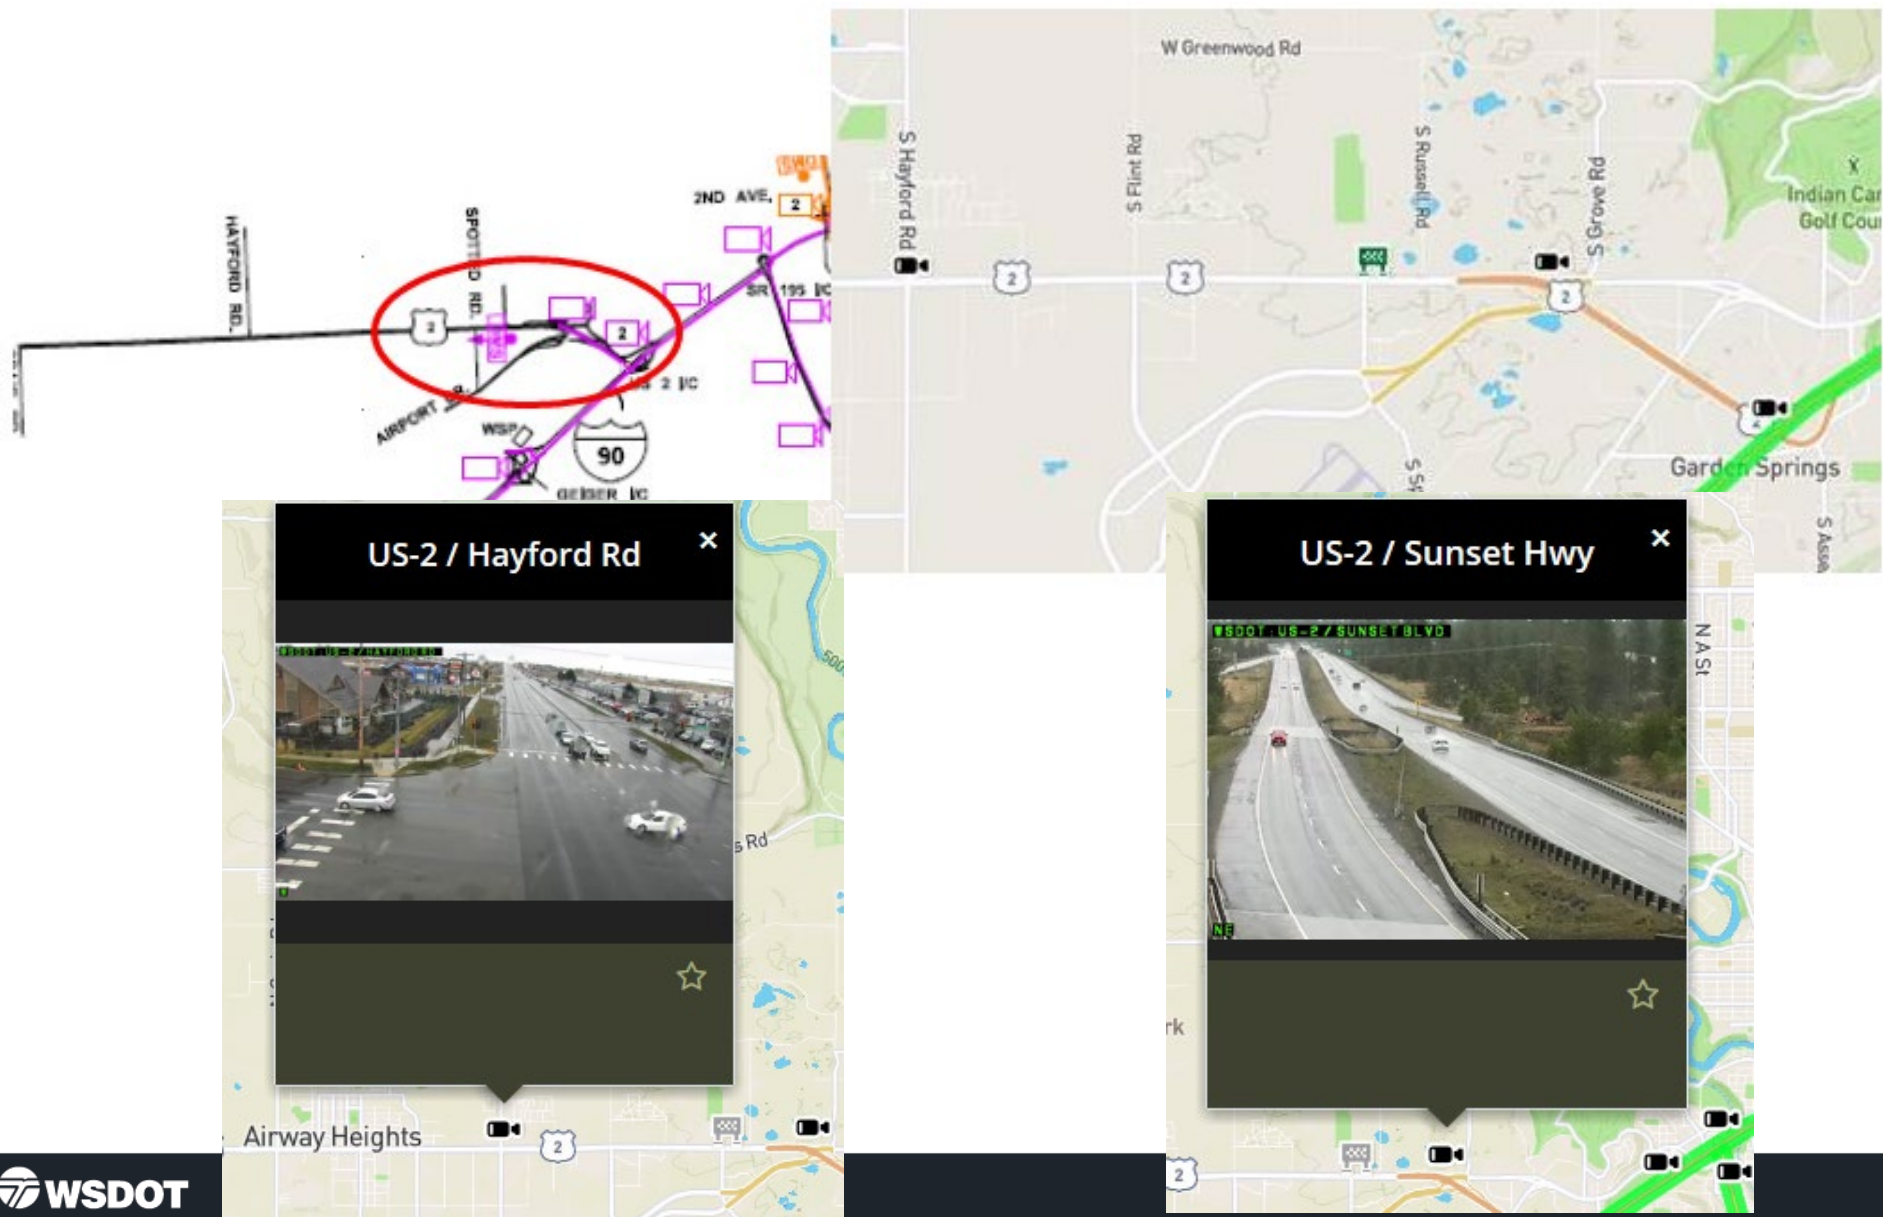 2ND AVE.
2
HAYFORD RD.
SPOTTED RD.
2
2
SR 195 I/C
US 2 I/C
AIRPORT
WSP
90
GEIGER I/C
W Greenwood Rd
S Hayford Rd
S Flint Rd
S Russell Rd
S Grove Rd
Indian Can
Golf Cour
2
2
2
2
Garden Springs
US-2 / Hayford Rd
×
WSDOT:US-2/HAYFORD RD
s Rd
Airway Heights
2
US-2 / Sunset Hwy
×
WSDOT:US-2/SUNSET BLVD
NE
N A St
rk
2
WSDOT